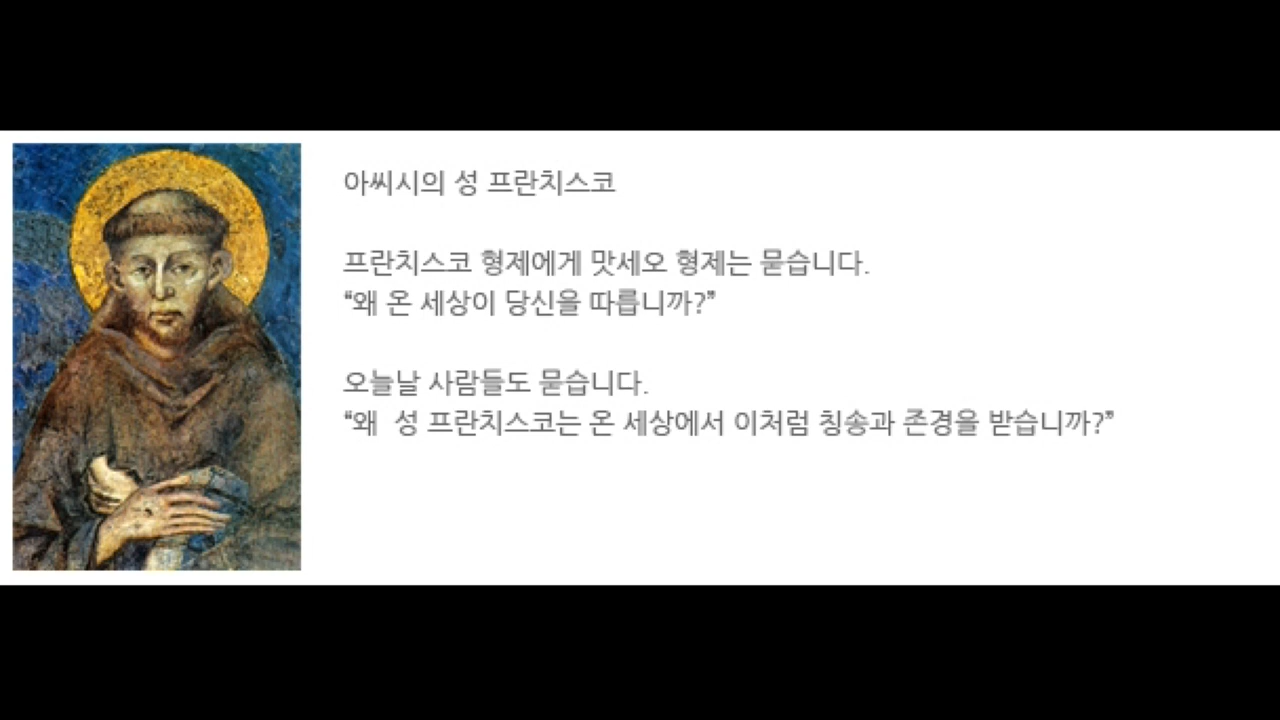 아씨시의 성 프란치스코
프란치스코 형제에게 맛세오 형제는 묻습니다.
“왜 온 세상이 당신을 따릅니까?”
오늘날 사람들도 묻습니다.
“왜  성 프란치스코는 온 세상에서 이처럼 칭송과 존경을 받습니까?”